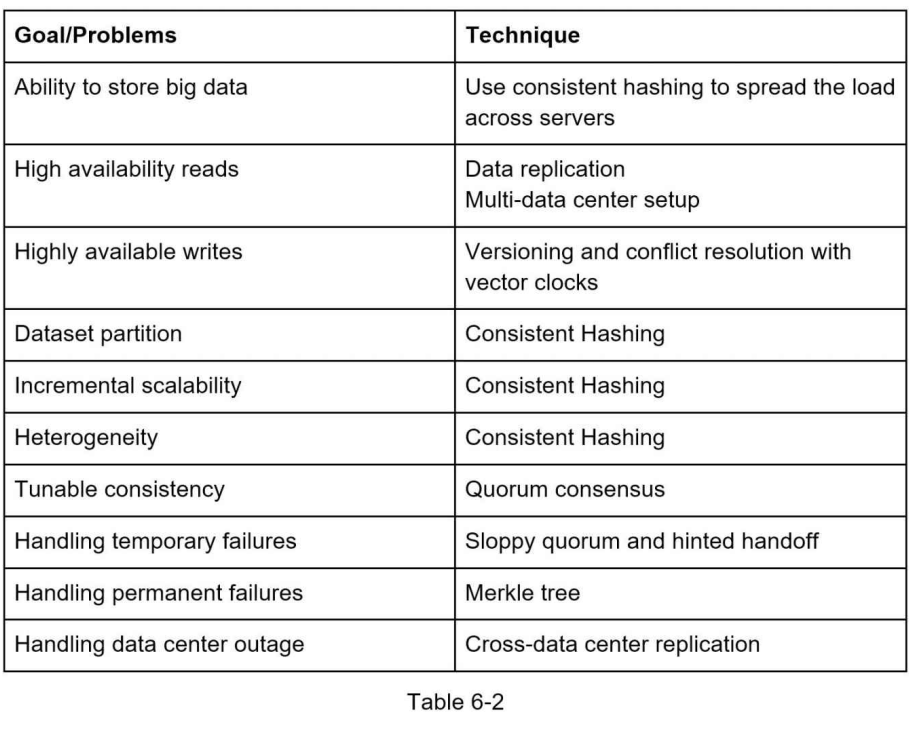 Goal/Problems
Technique
Ability to store big data
Use consistent hashing to spread the load
across servers
High availability reads
Data replication
Multi-data center setup
Highly available writes
Versioning and conflict resolution with
vector clocks
Dataset partition
Consistent Hashing
Incremental scalability
Consistent Hashing
Heterogeneity
Consistent Hashing
Tunable consistency
Quorum consensus
Handling temporary failures
Sloppy quorum and hinted handoff
Handling permanent failures
Merkle tree
Handling data center outage
Cross-data center replication
Table 6-2